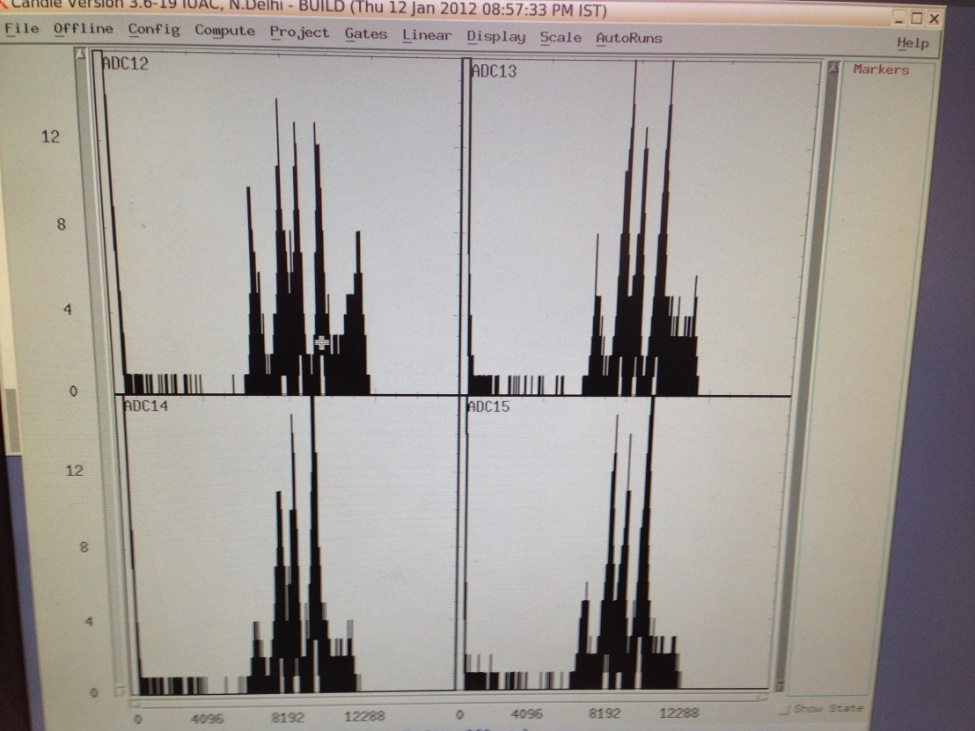 Candle Version 3.6-19 IUAC, N.Delhi - BUILD (Thu 12 Jan 2012 08:57:33 PM IST)
File Offline Config Compute Project Gates Linear Display Scale AutoRuns Help
ADC12 ADC13 Markers
12
8
4
0
ADC14 ADC15
12
8
4
0
0 4096 8192 12288 0 4096 8192 12288
Show State